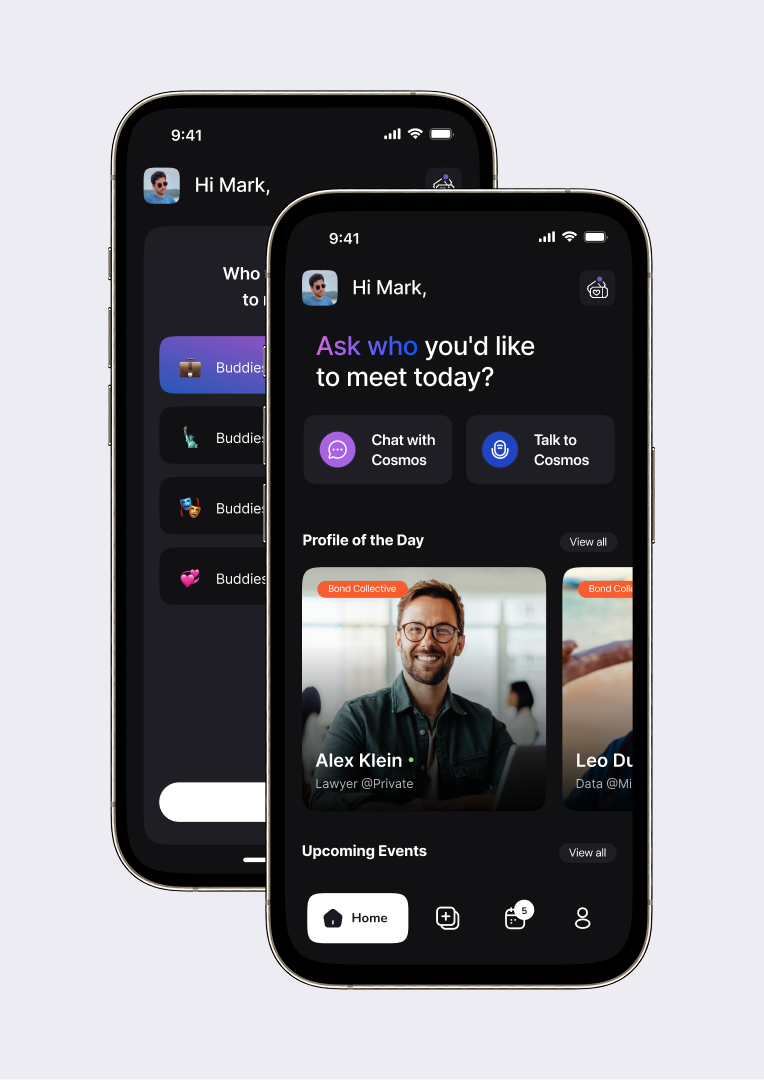 9:41
Hi Mark,
Who
to
Buddies
Buddies
Buddies
Buddies
9:41
Hi Mark,
Ask who you'd like
to meet today?
Chat with
Cosmos
Talk to
Cosmos
Profile of the Day
View all
Bond Collective
Alex Klein
Lawyer @Private
Bond Colle
Leo Du
Data @Mi
Upcoming Events
View all
Home
5